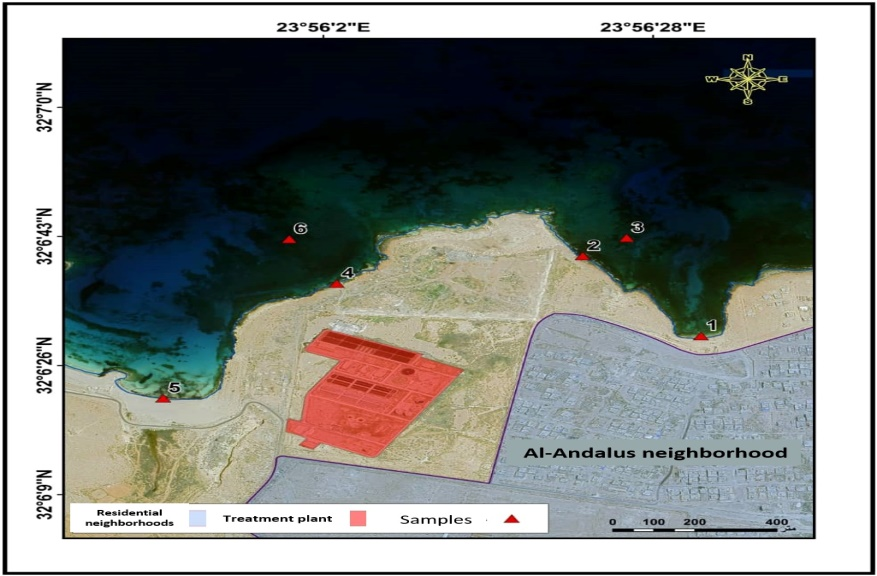 23°56'2"E 23°56'28"E
N
W E
S
32°7'0"N
32°6'43"N
32°6'26"N
32°6'9"N
6
3
2
4
1
5
Al-Andalus neighborhood
Residential
neighborhoods
Treatment plant
Samples
0 100 200 400
متر